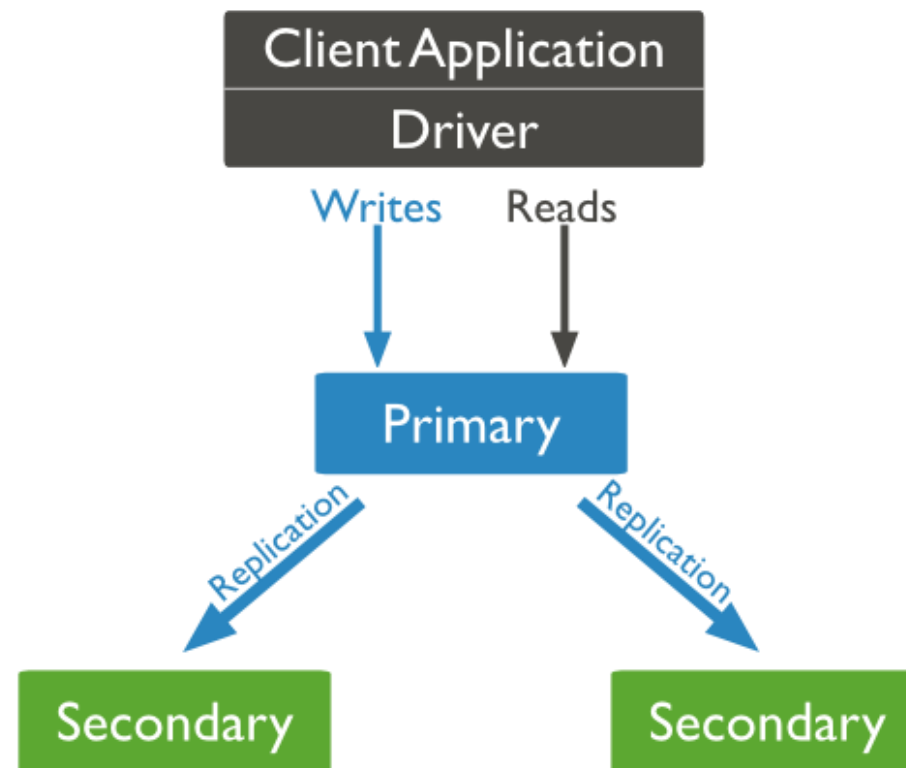 Client Application
Driver
Writes Reads
Primary
Replication Replication
Secondary Secondary